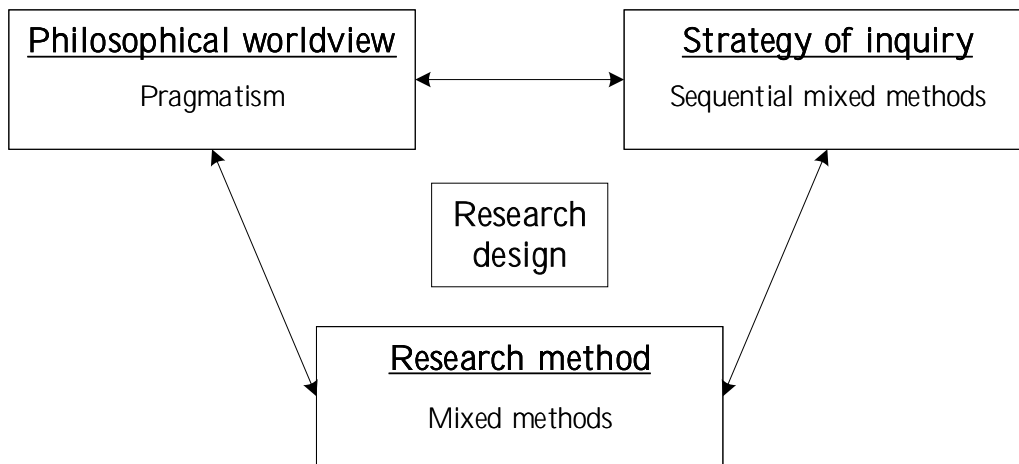 Philosophical worldview
Pragmatism
Strategy of inquiry
Sequential mixed methods
Research
design
Research method
Mixed methods